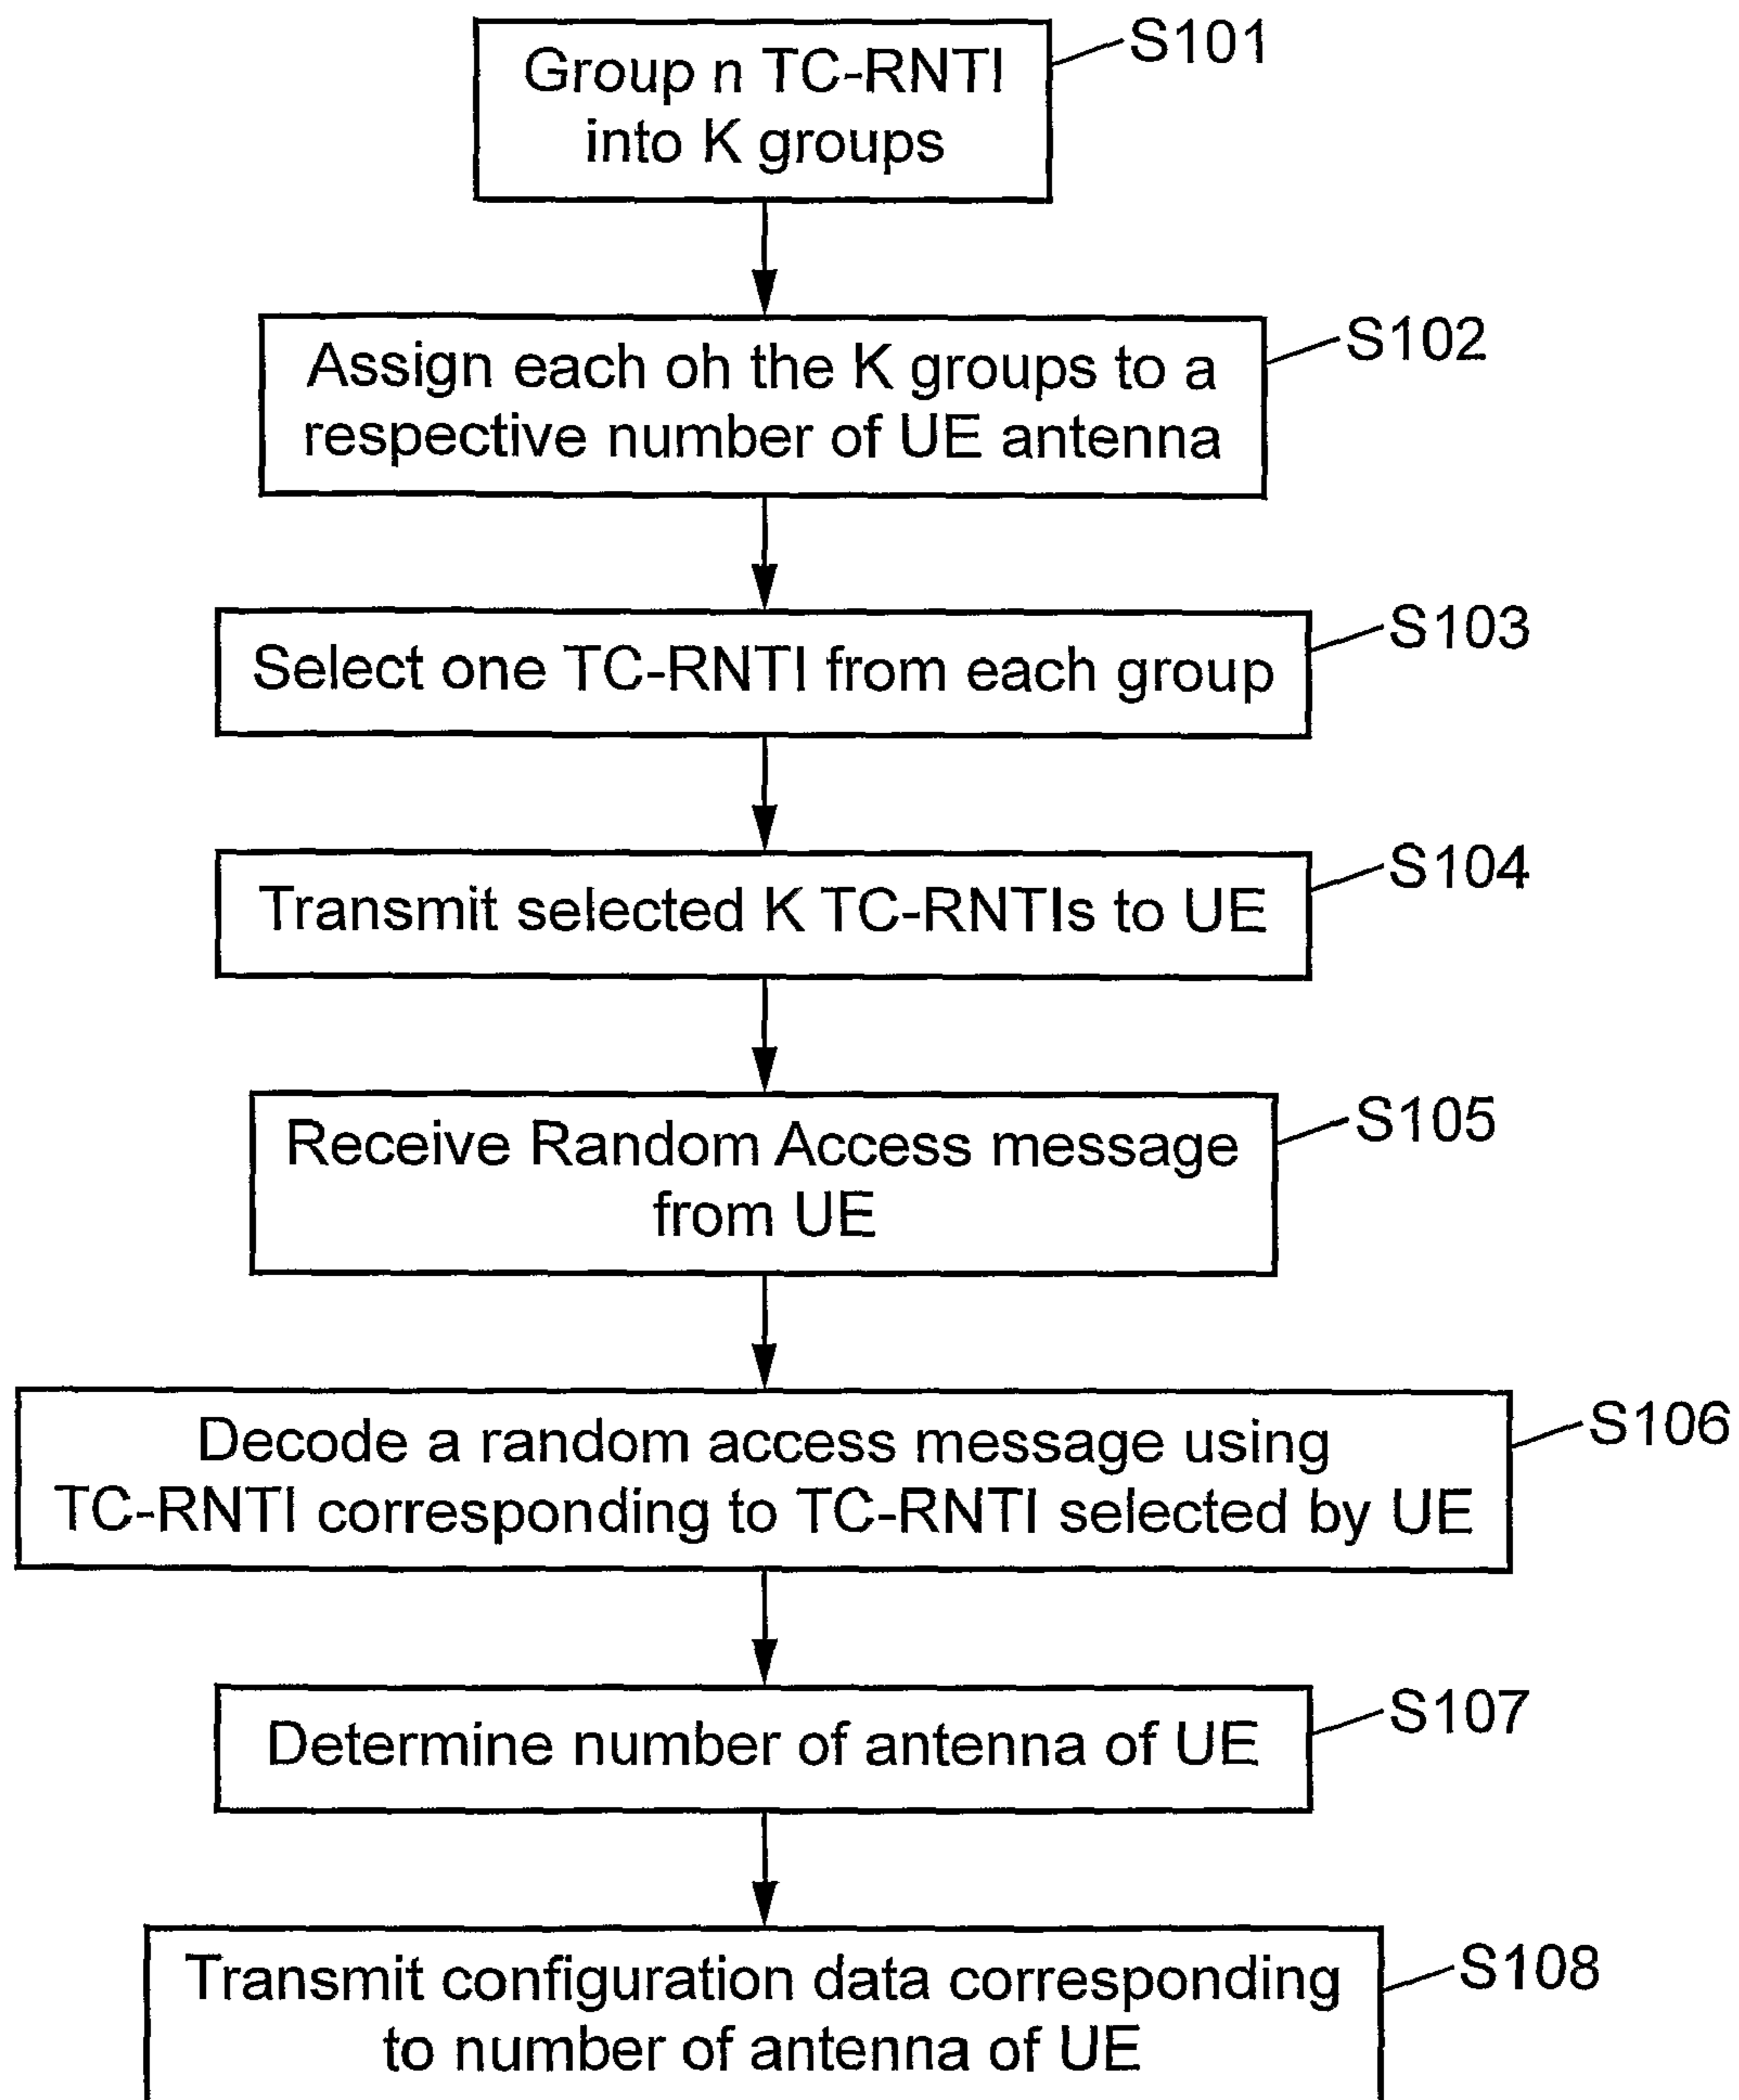 Group n TC-RNTI
into K groups
S101
Assign each oh the K groups to a
respective number of UE antenna
S102
Select one TC-RNTI from each group
S103
Transmit selected K TC-RNTIs to UE
S104
Receive Random Access message
from UE
S105
Decode a random access message using
TC-RNTI corresponding to TC-RNTI selected by UE
S106
Determine number of antenna of UE
S107
Transmit configuration data corresponding
to number of antenna of UE
S108